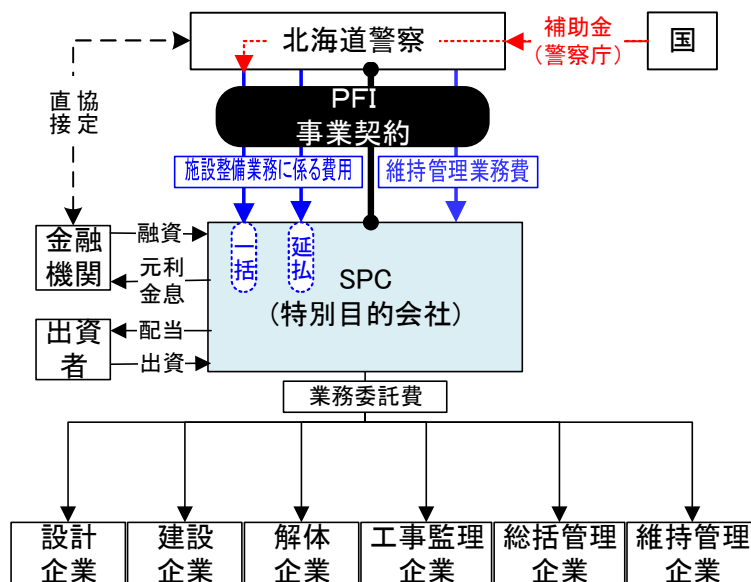 北海道警察
補助金
（警察庁）
国
直接
協定
PFI
事業契約
施設整備業務に係る費用
維持管理業務費
一括
延払
金融
機関
融資
元利
金息
SPC
（特別目的会社）
出資
者
配当
出資
業務委託費
設計
企業
建設
企業
解体
企業
工事監理
企業
総括管理
企業
維持管理
企業